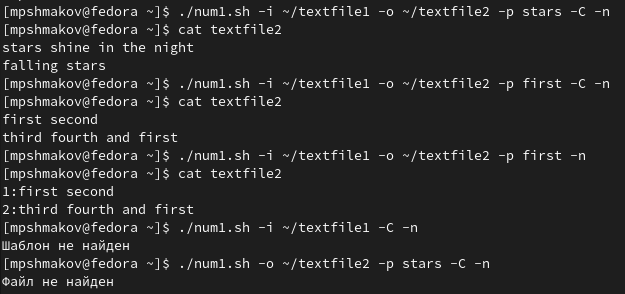 [mpshmakov@fedora ~]$ ./num1.sh -i ~/textfile1 -o ~/textfile2 -p stars -C -n
[mpshmakov@fedora ~]$ cat textfile2
stars shine in the night
falling stars
[mpshmakov@fedora ~]$ ./num1.sh -i ~/textfile1 -o ~/textfile2 -p first -C -n
[mpshmakov@fedora ~]$ cat textfile2
first second
third fourth and first
[mpshmakov@fedora ~]$ ./num1.sh -i ~/textfile1 -o ~/textfile2 -p first -n
[mpshmakov@fedora ~]$ cat textfile2
1:first second
2:third fourth and first
[mpshmakov@fedora ~]$ ./num1.sh -i ~/textfile1 -C -n
Шаблон не найден
[mpshmakov@fedora ~]$ ./num1.sh -o ~/textfile2 -p stars -C -n
Файл не найден